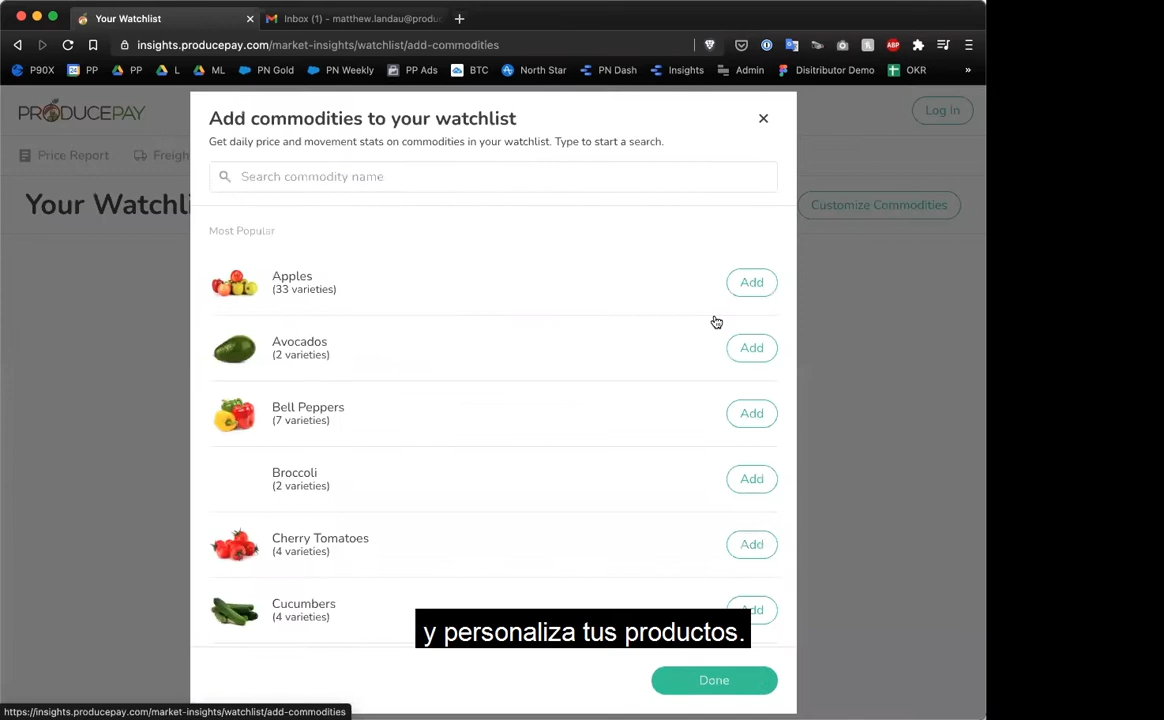 Your Watchlist
Inbox (1) - matthew.landau@produ
insights.producepay.com/market-insights/watchlist/add-commodities
P90X
PP
PP
L
ML
PN Gold
PN Weekly
PP Ads
BTC
North Star
PN Dash
Insights
Admin
Disitributor Demo
OKR
»
PRODUCEPAY
Log In
Price Report
Freigh
Your Watchli
Customize Commodities
Add commodities to your watchlist
Get daily price and movement stats on commodities in your watchlist. Type to start a search.
Search commodity name
Most Popular
Apples
(33 varieties)
Add
Avocados
(2 varieties)
Add
Bell Peppers
(7 varieties)
Add
Broccoli
(2 varieties)
Add
Cherry Tomatoes
(4 varieties)
Add
Cucumbers
(4 varieties)
Add
y personaliza tus productos.
Done
https://insights.producepay.com/market-insights/watchlist/add-commodities